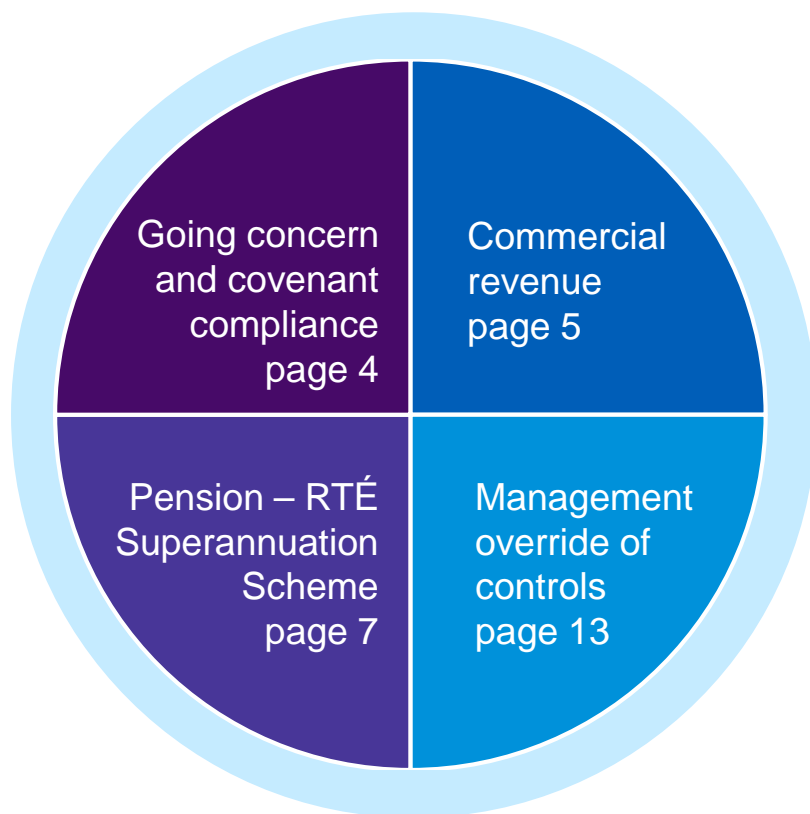 Going concern
and covenant
compliance
page 4
Commercial
revenue
page 5
Pension – RTÉ
Superannuation
Scheme
page 7
Management
override of
controls
page 13